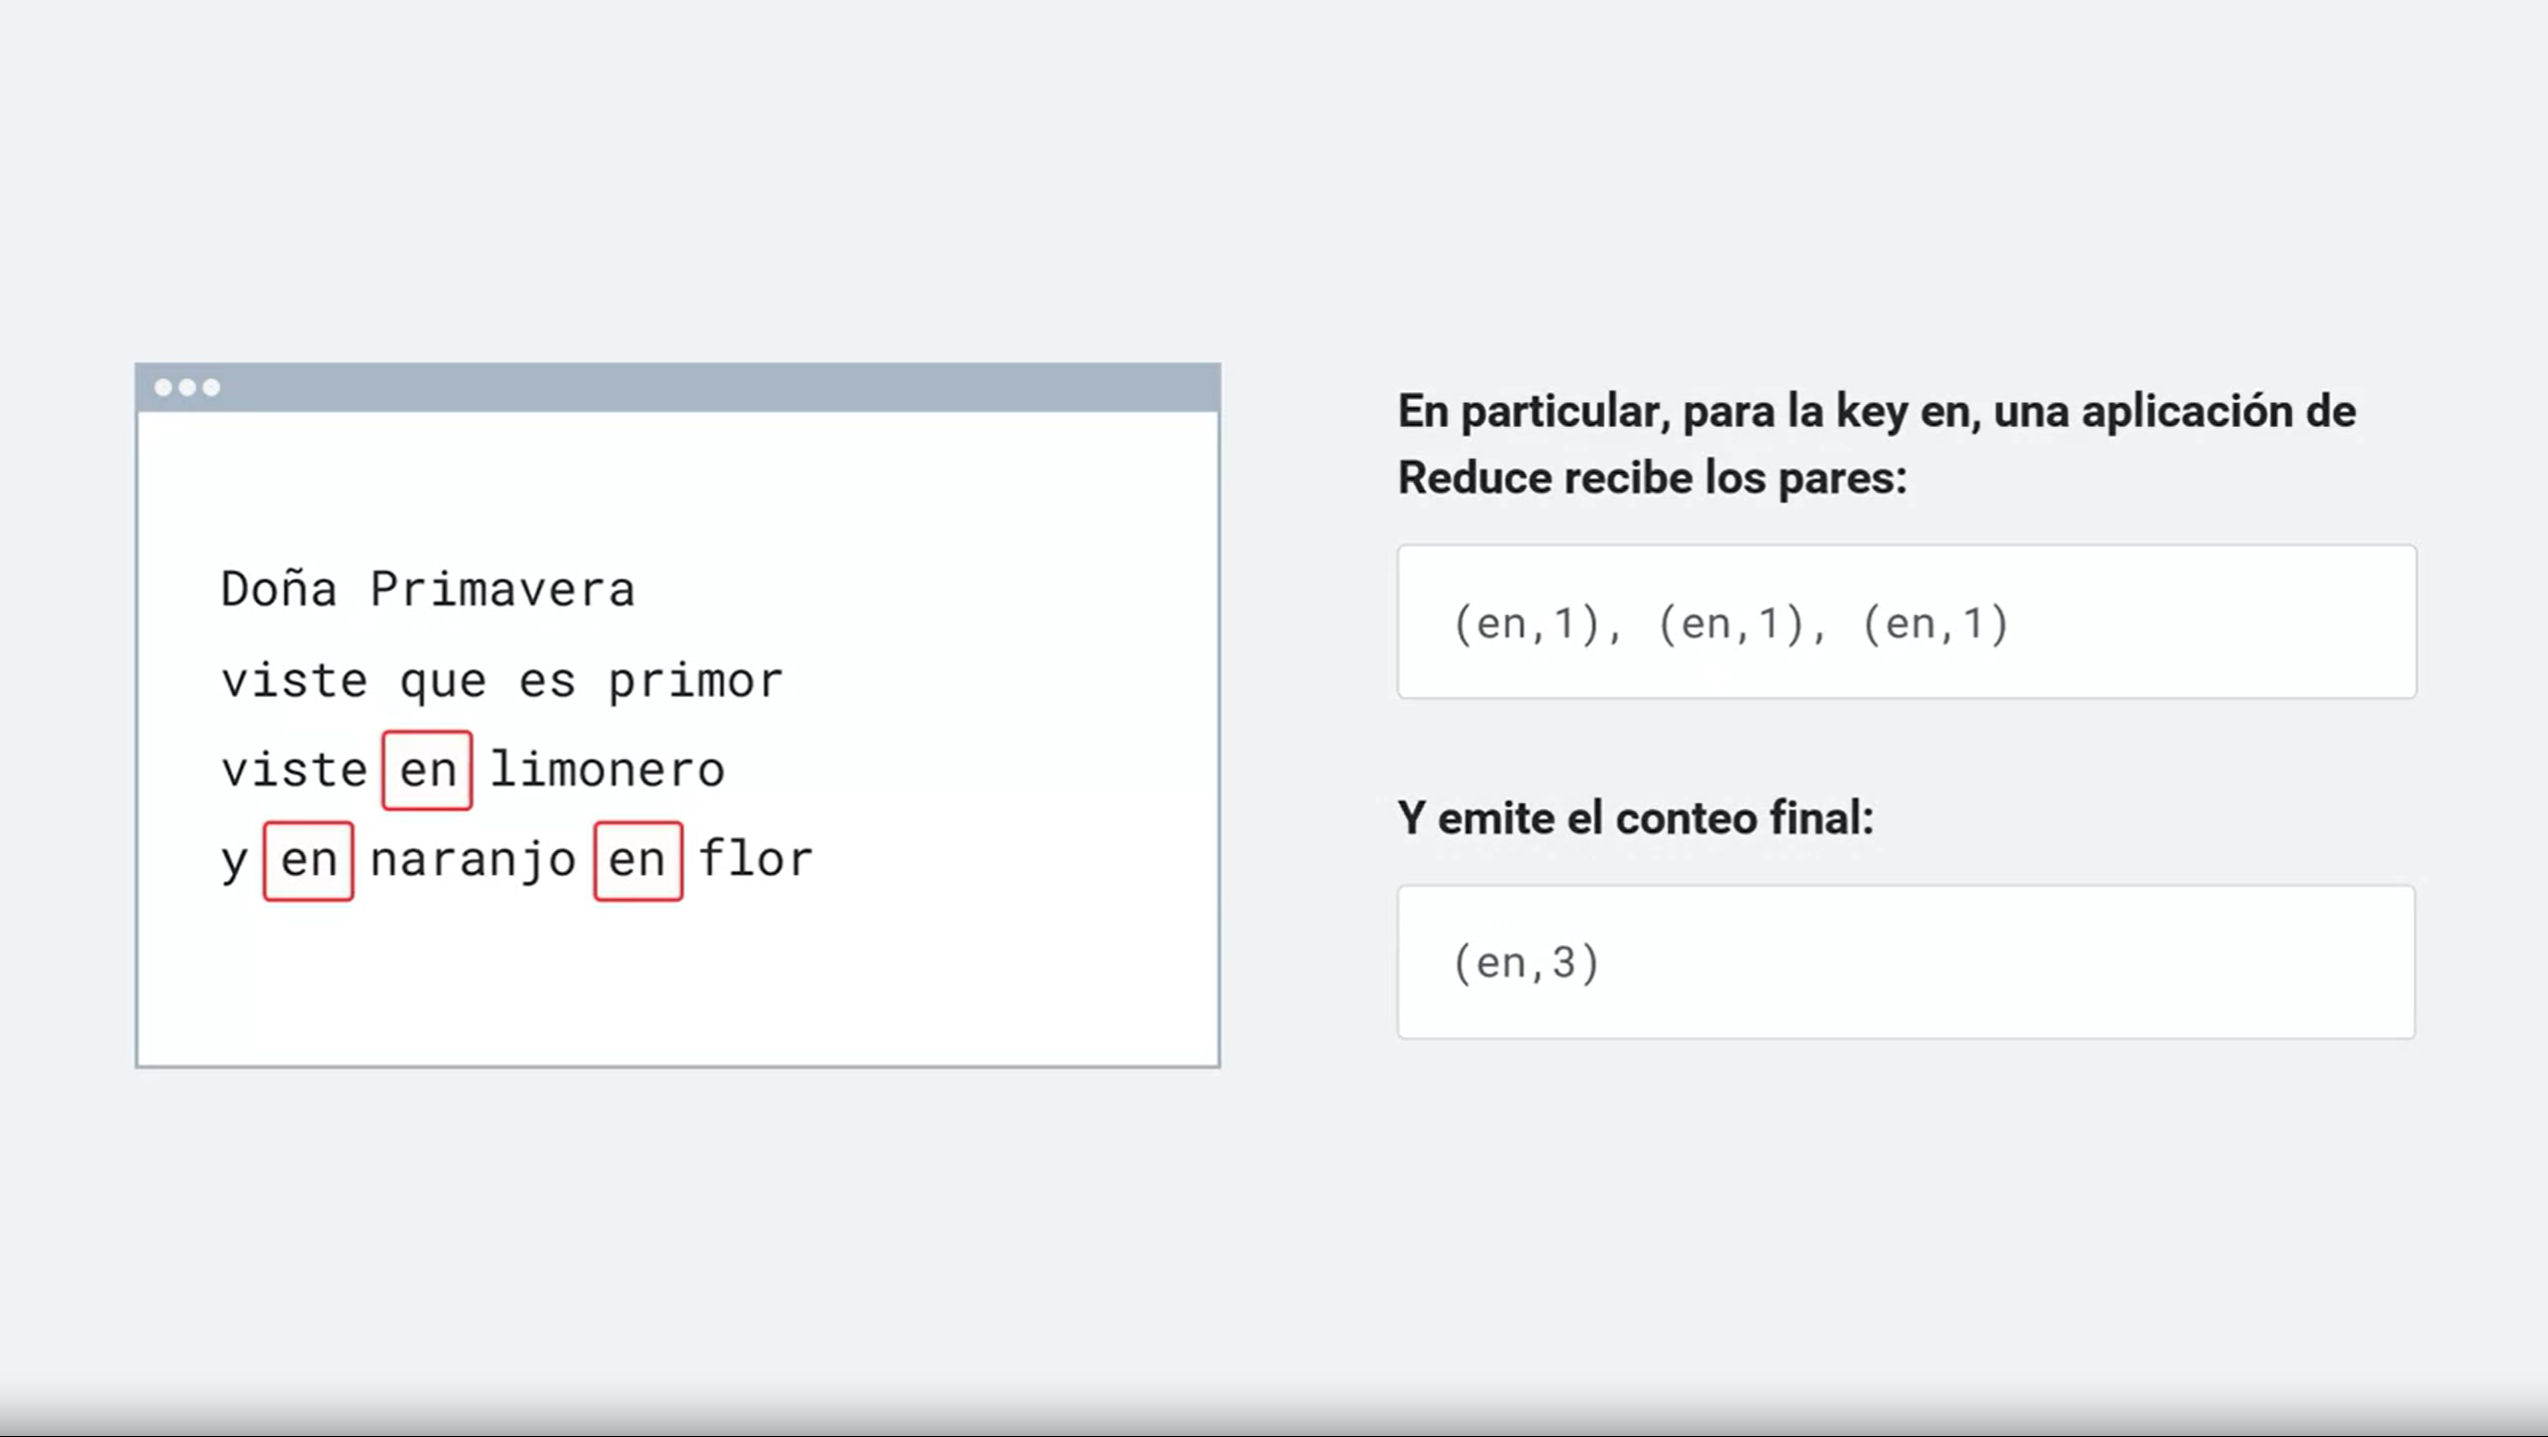 Doña Primavera
viste que es primor
viste en limonero
y en naranjo en flor
En particular, para la key en, una aplicación de
Reduce recibe los pares:
(en,1), (en,1), (en,1)
Y emite el conteo final:
(en,3)